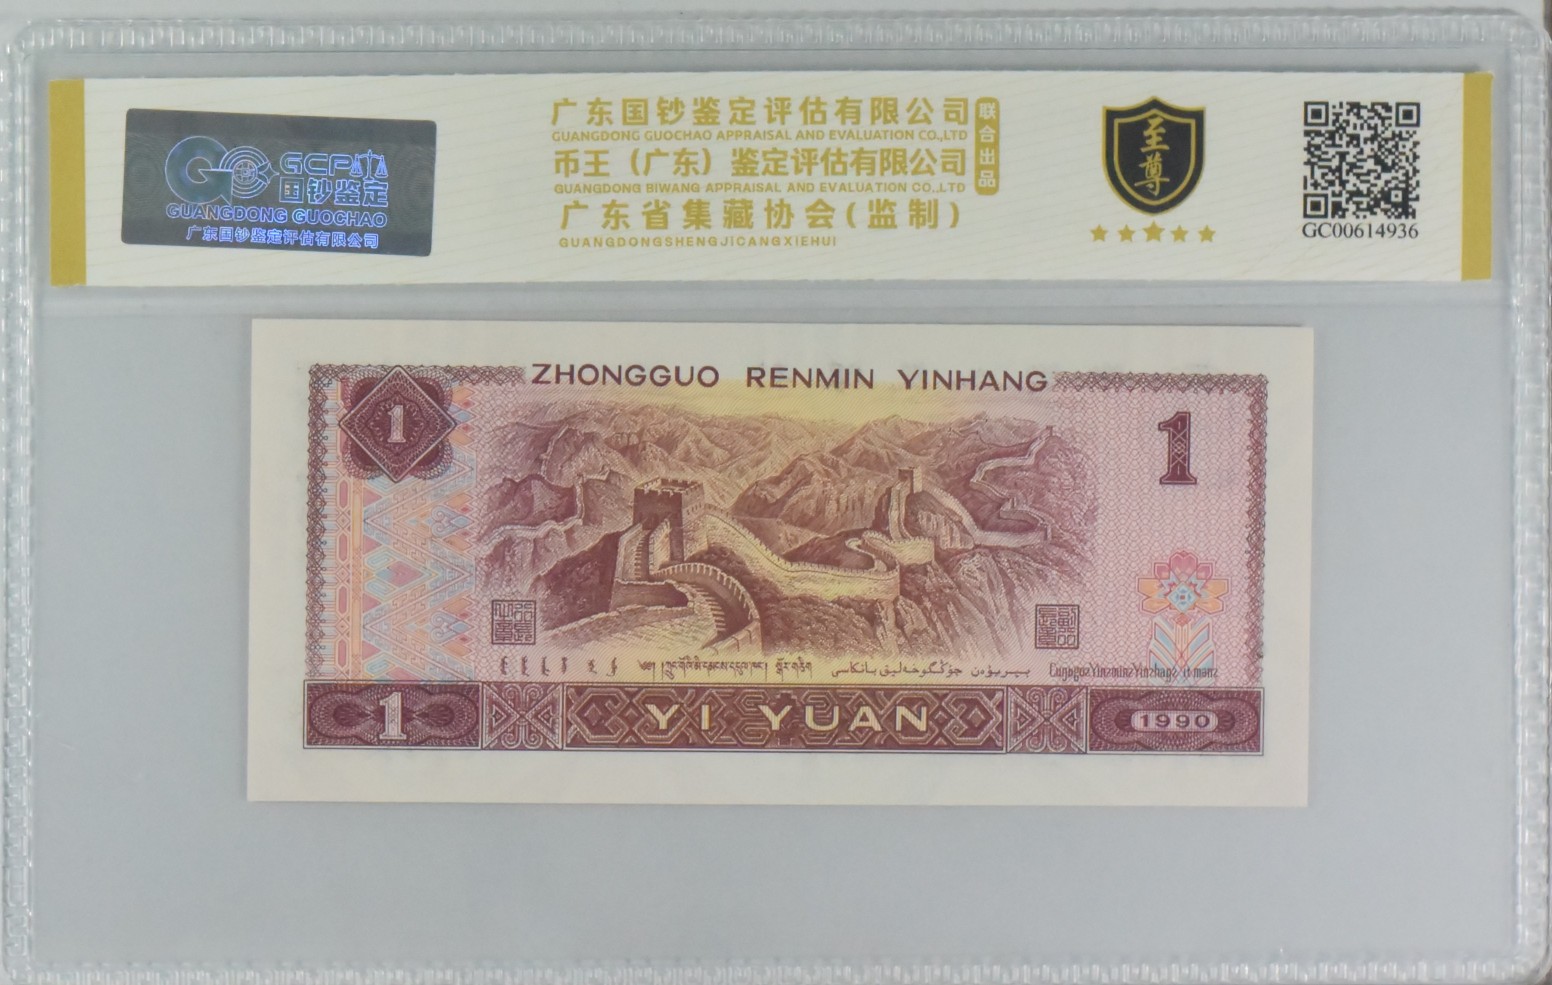 GCP
国钞鉴定
GUANGDONG GUOCHAO
广东国钞鉴定评估有限公司
广东国钞鉴定评估有限公司
GUANGDONG GUOCHAO APPRAISAL AND EVALUATION CO.,LTD
币王（广东）鉴定评估有限公司
GUANGDONG BIWANG APPRAISAL AND EVALUATION CO.,LTD
广东省集藏协会(监制)
GUANGDONGSHENGJICANGXIEHUI
联合出品
至尊
GC00614936
ZHONGGUO RENMIN YINHANG
1
1
1
YI YUAN
1990